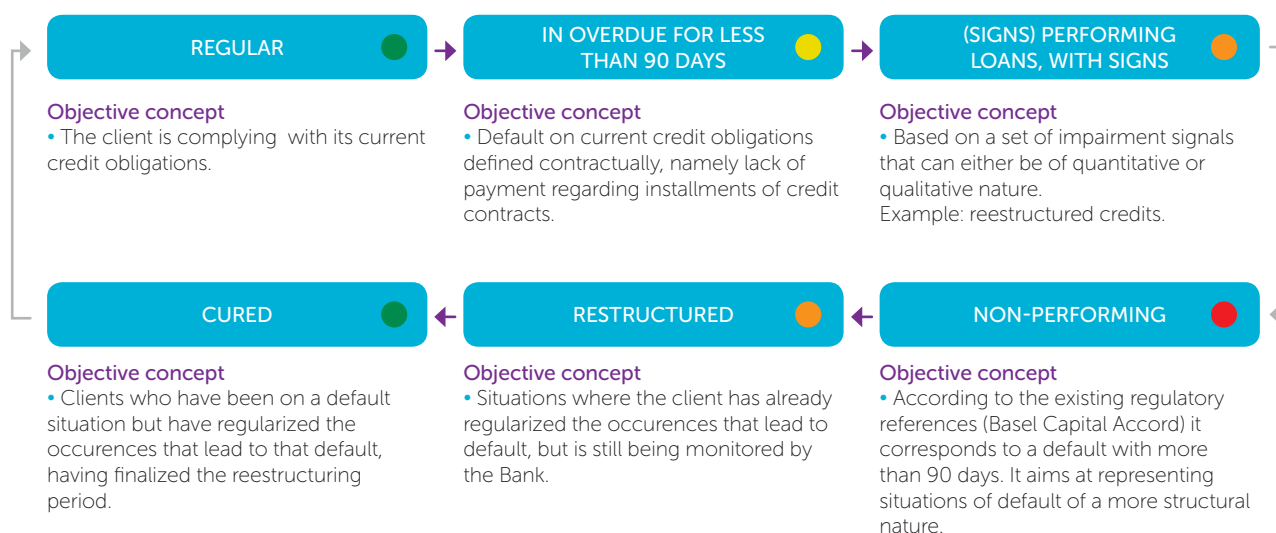 REGULAR
Objective concept
• The client is complying with its current
credit obligations.
IN OVERDUE FOR LESS
THAN 90 DAYS
Objective concept
• Default on current credit obligations
defined contractually, namely lack of
payment regarding installments of credit
contracts.
(SIGNS) PERFORMING
LOANS, WITH SIGNS
Objective concept
• Based on a set of impairment signals
that can either be of quantitative or
qualitative nature.
Example: reestructured credits.
CURED
Objective concept
• Clients who have been on a default
situation but have regularized the
occurences that lead to that default,
having finalized the reestructuring
period.
RESTRUCTURED
Objective concept
• Situations where the client has already
regularized the occurences that lead to
default, but is still being monitored by
the Bank.
NON-PERFORMING
Objective concept
• According to the existing regulatory
references (Basel Capital Accord) it
corresponds to a default with more
than 90 days. It aims at representing
situations of default of a more structural
nature.